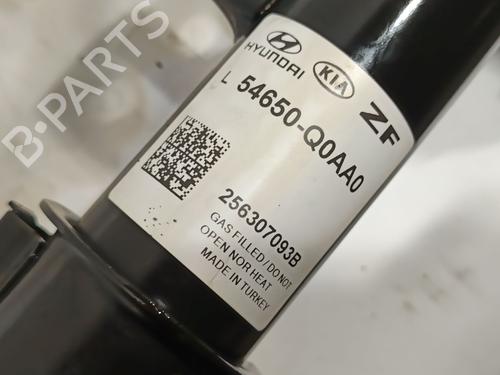 HYUNDAI KIA ZF
L 54650-Q0AA0
256307093B
GAS FILLED / DO NOT
OPEN NOR HEAT
MADE IN TURKEY
B-PARTS